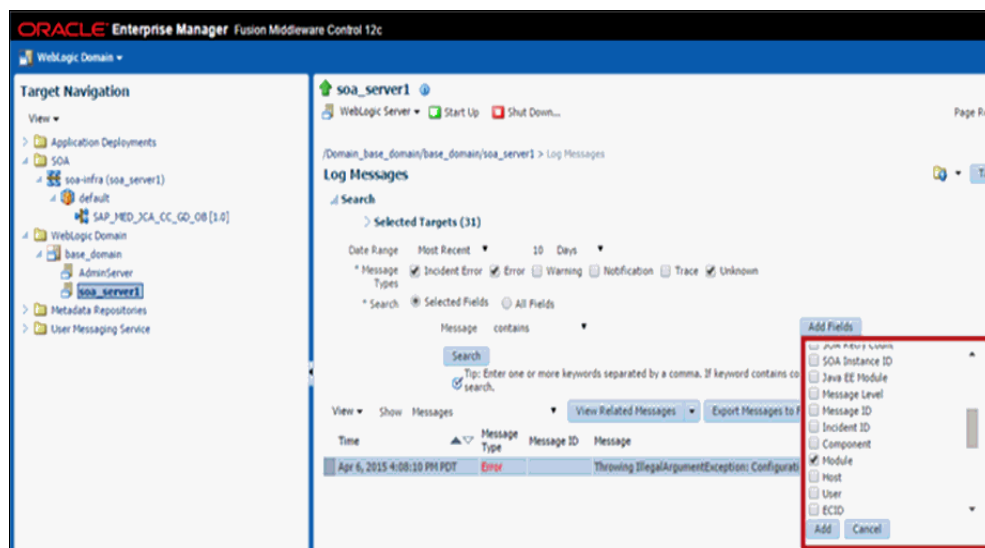 ORACLE Enterprise Manager Fusion Middleware Control 12c
WebLogic Domain
Target Navigation
View
Application Deployments
SOA
soa-infra (soa_server1)
default
SAP_MED_JCA_CC_GD_OB [1.0]
WebLogic Domain
base_domain
AdminServer
soa_server1
Metadata Repositories
User Messaging Service
soa_server1
WebLogic Server Start Up Shut Down... Page R
/Domain_base_domain/base_domain/soa_server1 > Log Messages
Log Messages
Search
Selected Targets (31)
Date Range Most Recent 10 Days
* Message Types Incident Error Error Warning Notification Trace Unknown
* Search Selected Fields All Fields
Message contains
Add Fields
Search
Tip: Enter one or more keywords separated by a comma. If keyword contains co
search.
View Show Messages View Related Messages Export Messages to F
Time Message Type Message ID Message
Apr 6, 2015 4:08:10 PM PDT Error Throwing IllegalArgumentException: Configurati
SOA Instance ID
Java EE Module
Message Level
Message ID
Incident ID
Component
Module
Host
User
ECID
Add Cancel